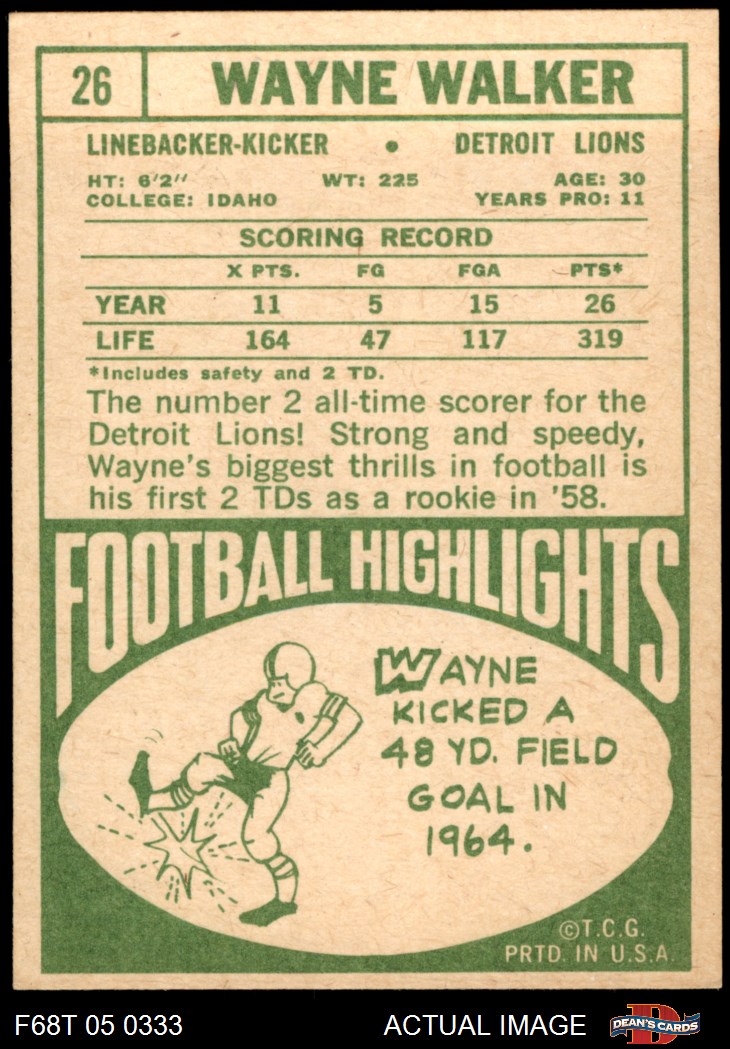 26 WAYNE WALKER
LINEBACKER-KICKER • DETROIT LIONS
HT: 6'2" WT: 225 AGE: 30
COLLEGE: IDAHO YEARS PRO: 11
SCORING RECORD
X PTS. FG FGA PTS*
YEAR 11 5 15 26
LIFE 164 47 117 319
*Includes safety and 2 TD.
The number 2 all-time scorer for the
Detroit Lions! Strong and speedy,
Wayne's biggest thrills in football is
his first 2 TDs as a rookie in '58.
FOOTBALL HIGHLIGHTS
WAYNE
KICKED A
48 YD. FIELD
GOAL IN
1964.
©T.C.G.
PRTD. IN U.S.A.
F68T 05 0333 ACTUAL IMAGE DEAN'S CARDS